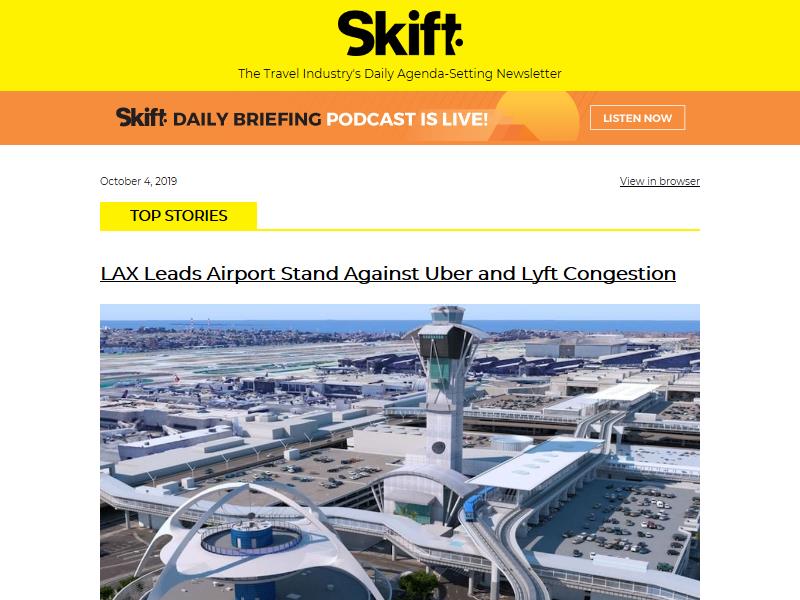 Skift:
The Travel Industry's Daily Agenda-Setting Newsletter
Skift: DAILY BRIEFING PODCAST IS LIVE!
LISTEN NOW
October 4, 2019
View in browser
TOP STORIES
LAX Leads Airport Stand Against Uber and Lyft Congestion